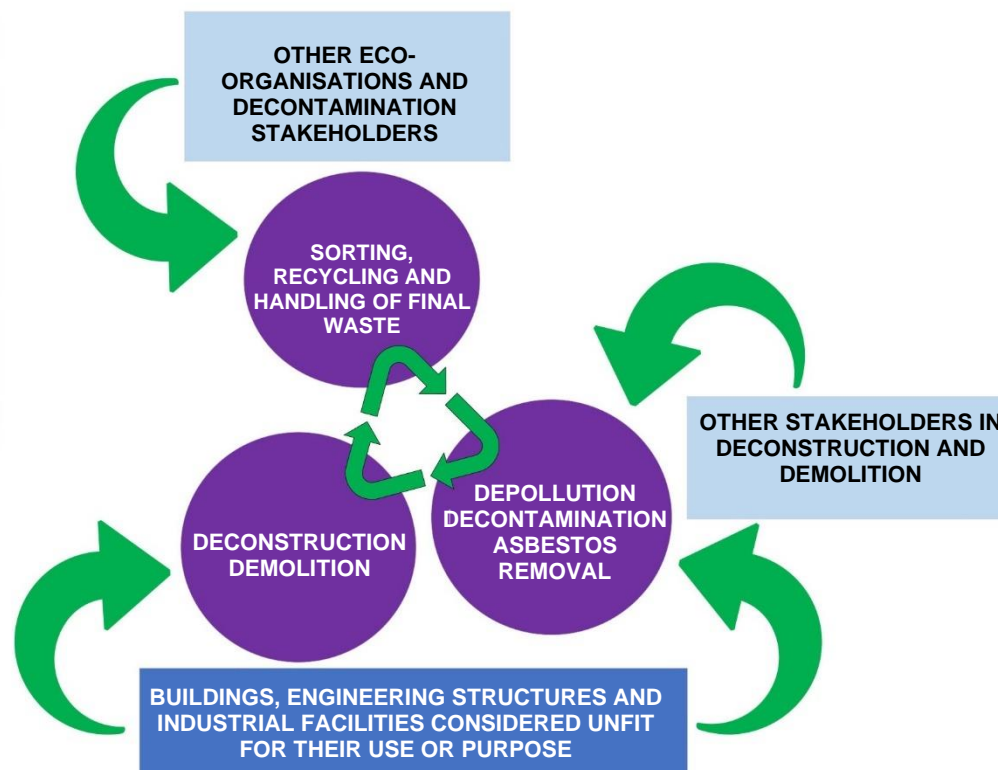 OTHER ECO-
ORGANISATIONS AND
DECONTAMINATION
STAKEHOLDERS
SORTING,
RECYCLING AND
HANDLING OF FINAL
WASTE
OTHER STAKEHOLDERS IN
DECONSTRUCTION AND
DEMOLITION
DEPOLLUTION
DECONTAMINATION
ASBESTOS
REMOVAL
DECONSTRUCTION
DEMOLITION
BUILDINGS, ENGINEERING STRUCTURES AND
INDUSTRIAL FACILITIES CONSIDERED UNFIT
FOR THEIR USE OR PURPOSE